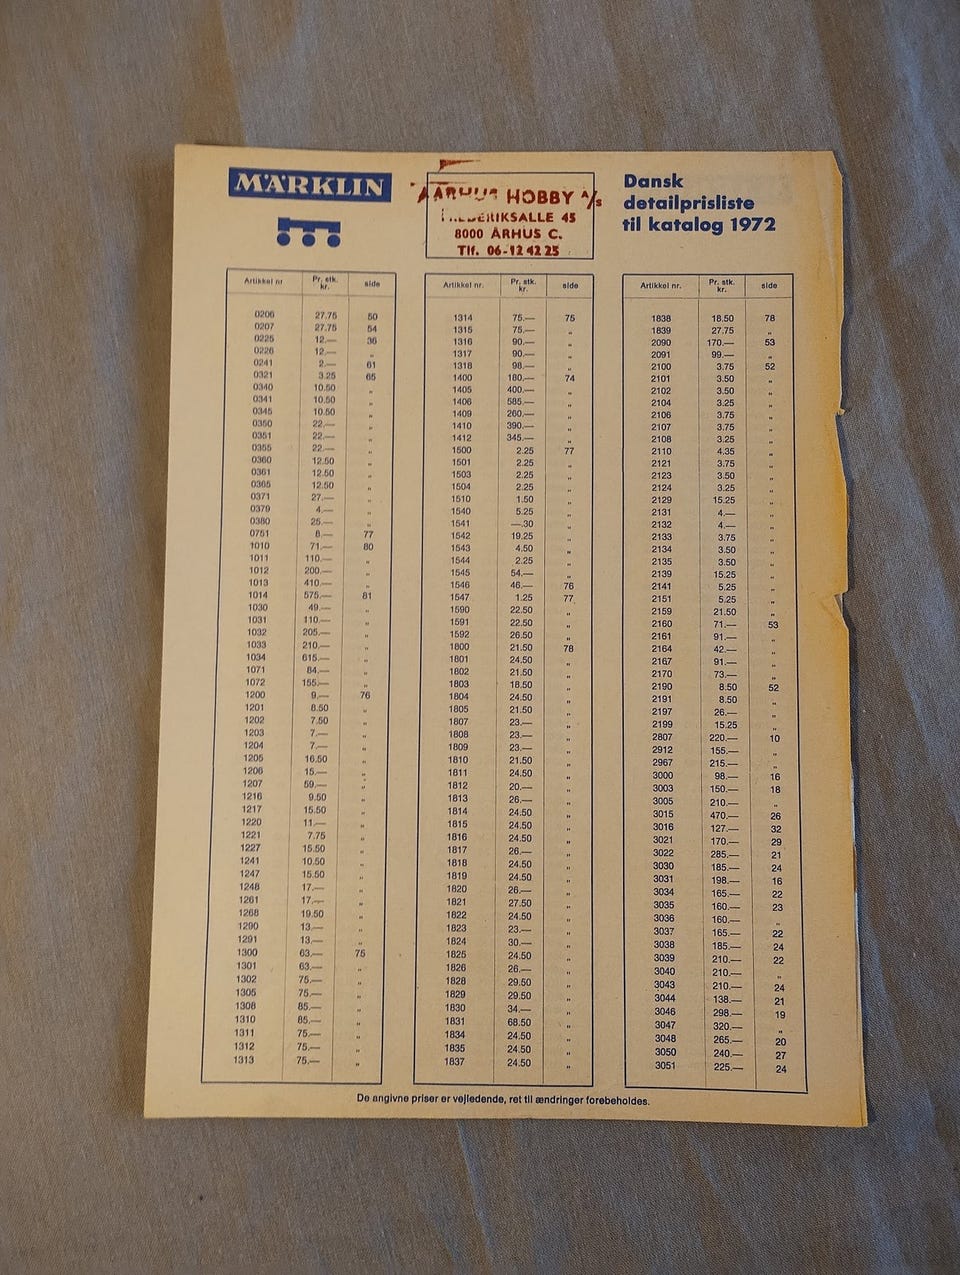 MÄRKLIN
AARHUS HOBBY A/s
FREDERIKSALLE 45
8000 ÅRHUS C.
Tlf. 06-12 42 25
Dansk
detailprisliste
til katalog 1972
Artikkel nr Pr. stk. kr. side
0206 27.75 50
0207 27.75 54
0225 12.— 36
0226 12.— „
0241 2.— 61
0321 3.25 65
0340 10.50 „
0341 10.50 „
0345 10.50 „
0350 22.— „
0351 22.— „
0355 22.— „
0360 12.50 „
0361 12.50 „
0365 12.50 „
0371 27.— „
0379 4.— „
0380 25.— „
0751 8.— 77
1010 71.— 80
1011 110.— „
1012 200.— „
1013 410.— „
1014 575.— 81
1030 49.— „
1031 110.— „
1032 205.— „
1033 210.— „
1034 615.— „
1071 84.— „
1072 155.— „
1200 9.— 76
1201 8.50 „
1202 7.50 „
1203 7.— „
1204 7.— „
1205 16.50 „
1206 15.— „
1207 59.— „
1216 9.50 „
1217 15.50 „
1220 11.— „
1221 7.75 „
1227 15.50 „
1241 10.50 „
1247 15.50 „
1248 17.— „
1261 17.— „
1268 19.50 „
1290 13.— „
1291 13.— „
1300 63.— 75
1301 63.— „
1302 75.— „
1305 75.— „
1308 85.— „
1310 85.— „
1311 75.— „
1312 75.— „
1313 75.— „
Artikkel nr. Pr. stk. kr. side
1314 75.— 75
1315 75.— „
1316 90.— „
1317 90.— „
1318 98.— „
1400 180.— 74
1405 400.— „
1406 585.— „
1409 260.— „
1410 390.— „
1412 345.— „
1500 2.25 77
1501 2.25 „
1503 2.25 „
1504 2.25 „
1510 1.50 „
1540 5.25 „
1541 —.30 „
1542 19.25 „
1543 4.50 „
1544 2.25 „
1545 54.— „
1546 46.— 76
1547 1.25 77
1590 22.50 „
1591 22.50 „
1592 26.50 „
1800 21.50 78
1801 24.50 „
1802 21.50 „
1803 18.50 „
1804 24.50 „
1805 21.50 „
1807 23.— „
1808 23.— „
1809 23.— „
1810 21.50 „
1811 24.50 „
1812 20.— „
1813 26.— „
1814 24.50 „
1815 24.50 „
1816 24.50 „
1817 26.— „
1818 24.50 „
1819 24.50 „
1820 26.— „
1821 27.50 „
1822 24.50 „
1823 23.— „
1824 30.— „
1825 24.50 „
1826 26.— „
1828 29.50 „
1829 29.50 „
1830 34.— „
1831 68.50 „
1834 24.50 „
1835 24.50 „
1837 24.50 „
Artikkel nr. Pr. stk. kr. side
1838 18.50 78
1839 27.75 „
2090 170.— 53
2091 99.— „
2100 3.75 52
2101 3.50 „
2102 3.50 „
2104 3.25 „
2106 3.75 „
2107 3.75 „
2108 3.25 „
2110 4.35 „
2121 3.75 „
2123 3.50 „
2124 3.25 „
2129 15.25 „
2131 4.— „
2132 4.— „
2133 3.75 „
2134 3.50 „
2135 3.50 „
2139 15.25 „
2141 5.25 „
2151 5.25 „
2159 21.50 „
2160 71.— 53
2161 91.— „
2164 42.— „
2167 91.— „
2170 73.— „
2190 8.50 52
2191 8.50 „
2197 26.— „
2199 15.25 „
2807 220.— 10
2912 155.— „
2967 215.— „
3000 98.— 16
3003 150.— 18
3005 210.— „
3015 470.— 26
3016 127.— 32
3021 170.— 29
3022 285.— 21
3030 185.— 24
3031 198.— 16
3034 165.— 22
3035 160.— 23
3036 160.— „
3037 165.— 22
3038 185.— 24
3039 210.— 22
3040 210.— „
3043 210.— 24
3044 138.— 21
3046 298.— 19
3047 320.— „
3048 265.— 20
3050 240.— 27
3051 225.— 24
De angivne priser er vejledende, ret til ændringer forebeholdes.